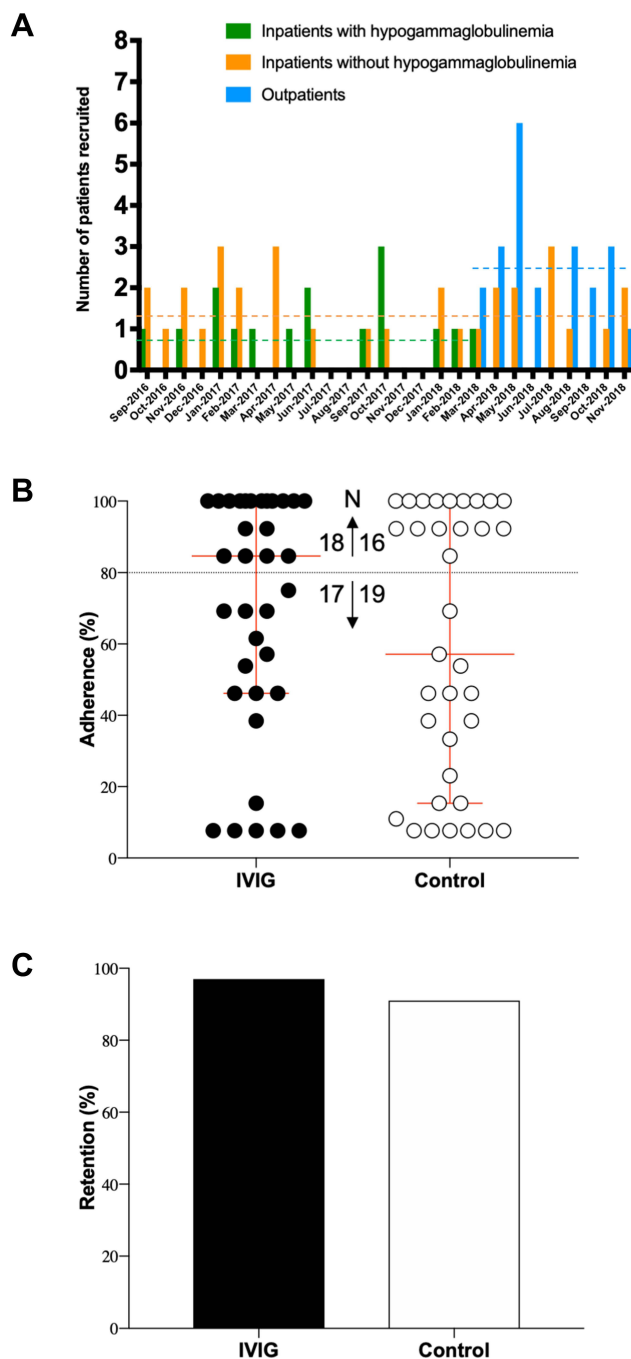 A
Inpatients with hypogammaglobulinemia
Inpatients without hypogammaglobulinemia
Outpatients
Number of patients recruited
8
7
6
5
4
3
2
1
0
Sep-2016
Oct-2016
Nov-2016
Dec-2016
Jan-2017
Feb-2017
Mar-2017
Apr-2017
May-2017
Jun-2017
Jul-2017
Aug-2017
Sep-2017
Oct-2017
Nov-2017
Dec-2017
Jan-2018
Feb-2018
Mar-2018
Apr-2018
May-2018
Jun-2018
Jul-2018
Aug-2018
Sep-2018
Oct-2018
Nov-2018
B
Adherence (%)
100
80
60
40
20
0
N
18 16
17 19
IVIG Control
C
Retention (%)
100
80
60
40
20
0
IVIG Control